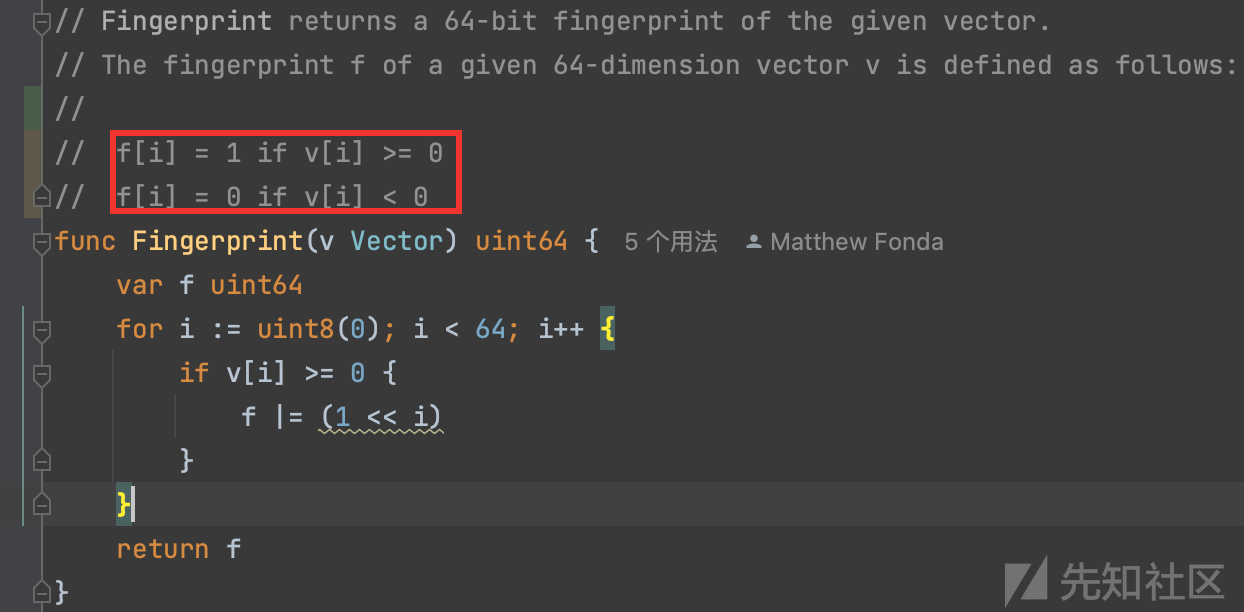 // Fingerprint returns a 64-bit fingerprint of the given vector.
// The fingerprint f of a given 64-dimension vector v is defined as follows:
//
//  f[i] = 1 if v[i] >= 0
//  f[i] = 0 if v[i] < 0
func Fingerprint(v Vector) uint64 {  5 个用法  Matthew Fonda
    var f uint64
    for i := uint8(0); i < 64; i++ {
        if v[i] >= 0 {
            f |= (1 << i)
        }
    }
    return f
}
先知社区